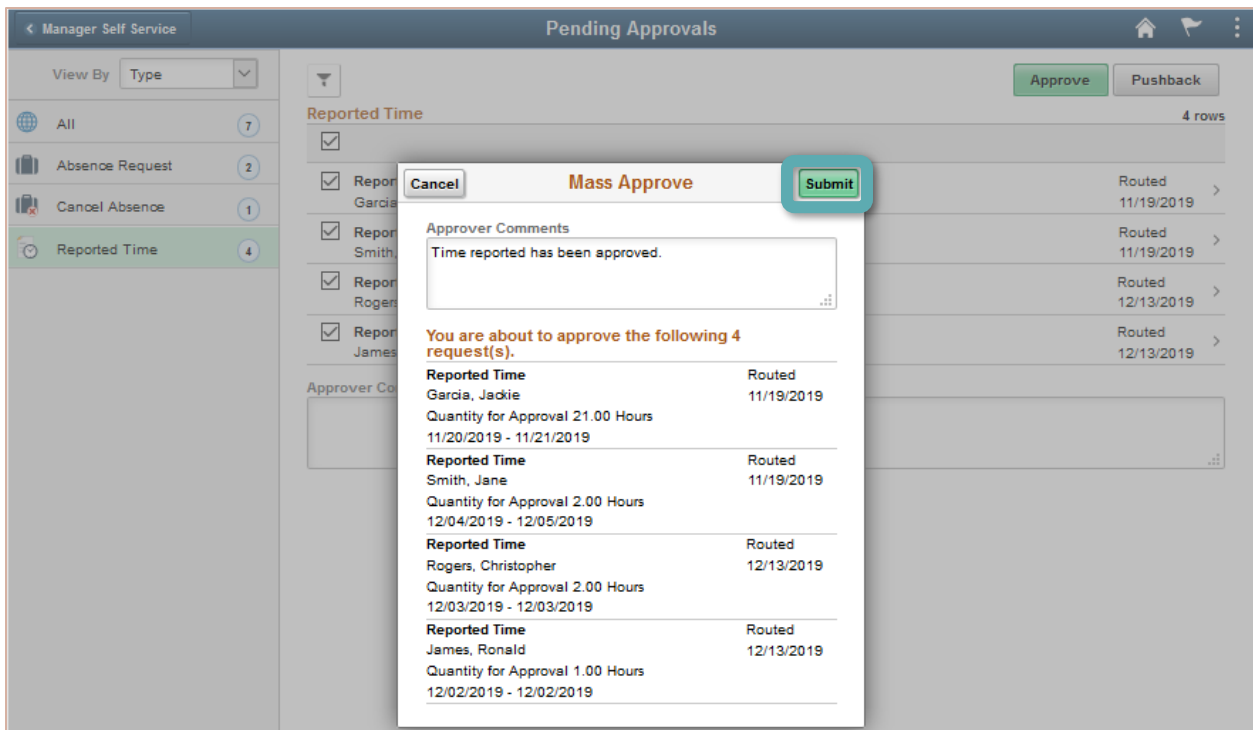 Manager Self Service
Pending Approvals
View By Type
All 7
Absence Request 2
Cancel Absence 1
Reported Time 4
Approve Pushback
Reported Time 4 rows
Routed
Garcia 11/19/2019
Routed
Smith, 11/19/2019
Routed
12/13/2019
Routed
James 12/13/2019
Approver
Cancel Mass Approve Submit
Approver Comments
Time reported has been approved.
You are about to approve the following 4
request(s).
Reported Time Routed
Garcia, Jackie 11/19/2019
Quantity for Approval 21.00 Hours
11/20/2019 - 11/21/2019
Reported Time Routed
Smith, Jane 11/19/2019
Quantity for Approval 2.00 Hours
12/04/2019 - 12/05/2019
Reported Time Routed
Rogers, Christopher 12/13/2019
Quantity for Approval 2.00 Hours
12/03/2019 - 12/03/2019
Reported Time Routed
James, Ronald 12/13/2019
Quantity for Approval 1.00 Hours
12/02/2019 - 12/02/2019